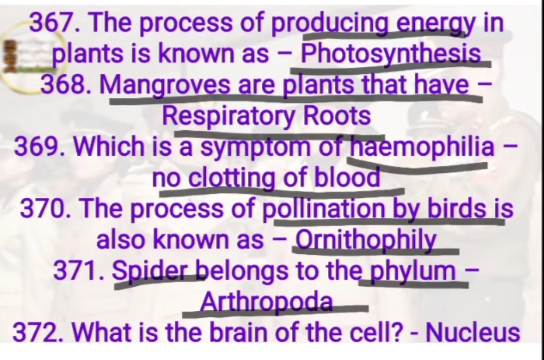 367. The process of producing energy in
plants is known as – Photosynthesis
368. Mangroves are plants that have –
Respiratory Roots
369. Which is a symptom of haemophilia –
no clotting of blood
370. The process of pollination by birds is
also known as – Ornithophily
371. Spider belongs to the phylum –
Arthropoda
372. What is the brain of the cell? - Nucleus